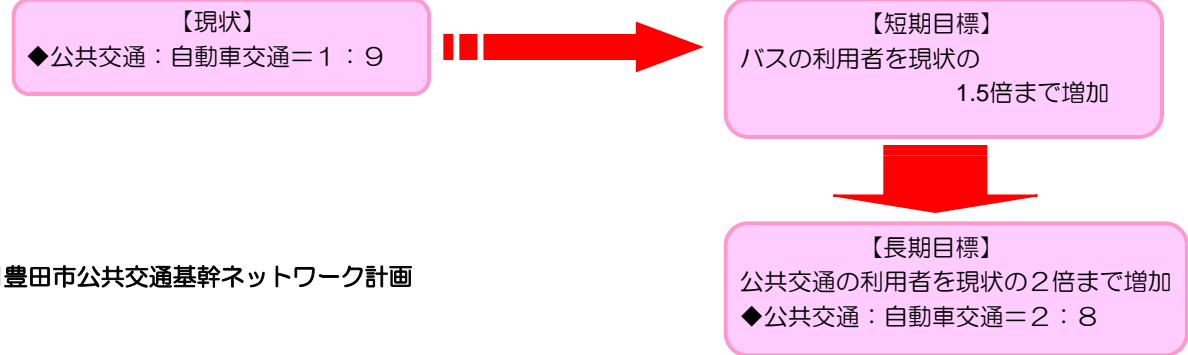 【現状】
◆公共交通：自動車交通＝１：９
【短期目標】
バスの利用者を現状の
1.5倍まで増加
【長期目標】
公共交通の利用者を現状の２倍まで増加
◆公共交通：自動車交通＝２：８
豊田市公共交通基幹ネットワーク計画